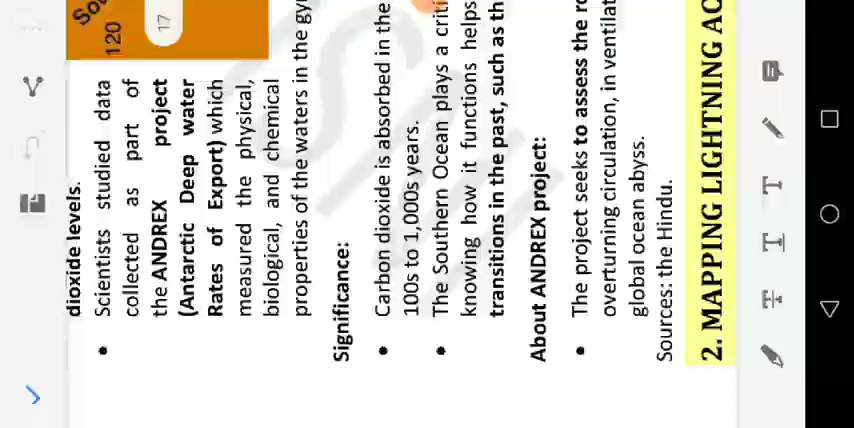 Sou
120
17
dioxide levels.
• Scientists studied data
collected as part of
the ANDREX project
(Antarctic Deep water
Rates of Export) which
measured the physical,
biological, and chemical
properties of the waters in the gy
Significance:
• Carbon dioxide is absorbed in the
100s to 1,000s years.
• The Southern Ocean plays a criti
knowing how it functions helps
transitions in the past, such as th
About ANDREX project:
• The project seeks to assess the ro
overturning circulation, in ventilat
global ocean abyss.
Sources: the Hindu.
2. MAPPING LIGHTNING AC